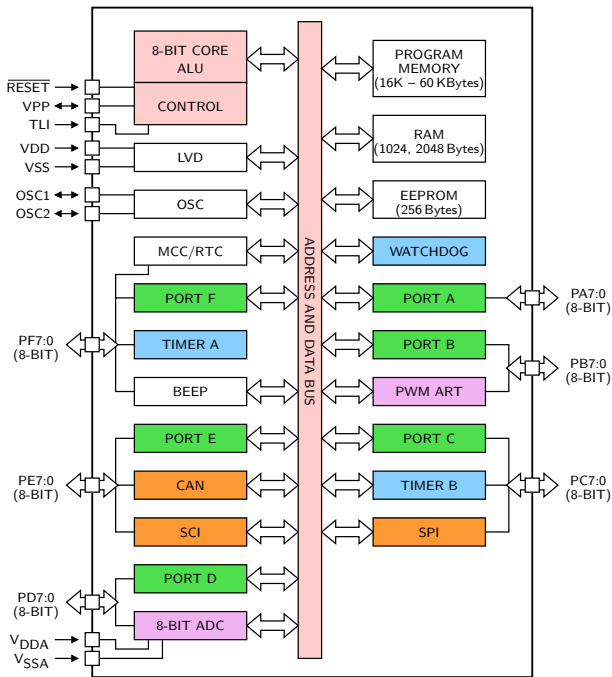 8-BIT CORE
ALU
CONTROL
RESET
VPP
TLI
VDD
VSS
LVD
OSC1
OSC2
OSC
MCC/RTC
PORT F
PF7:0
(8-BIT)
TIMER A
BEEP
PORT E
PE7:0
(8-BIT)
CAN
SCI
PORT D
PD7:0
(8-BIT)
8-BIT ADC
VDDA
VSSA
ADDRESS AND DATA BUS
PROGRAM
MEMORY
(16K – 60 KBytes)
RAM
(1024, 2048 Bytes)
EEPROM
(256 Bytes)
WATCHDOG
PORT A
PA7:0
(8-BIT)
PORT B
PB7:0
(8-BIT)
PWM ART
PORT C
TIMER B
PC7:0
(8-BIT)
SPI